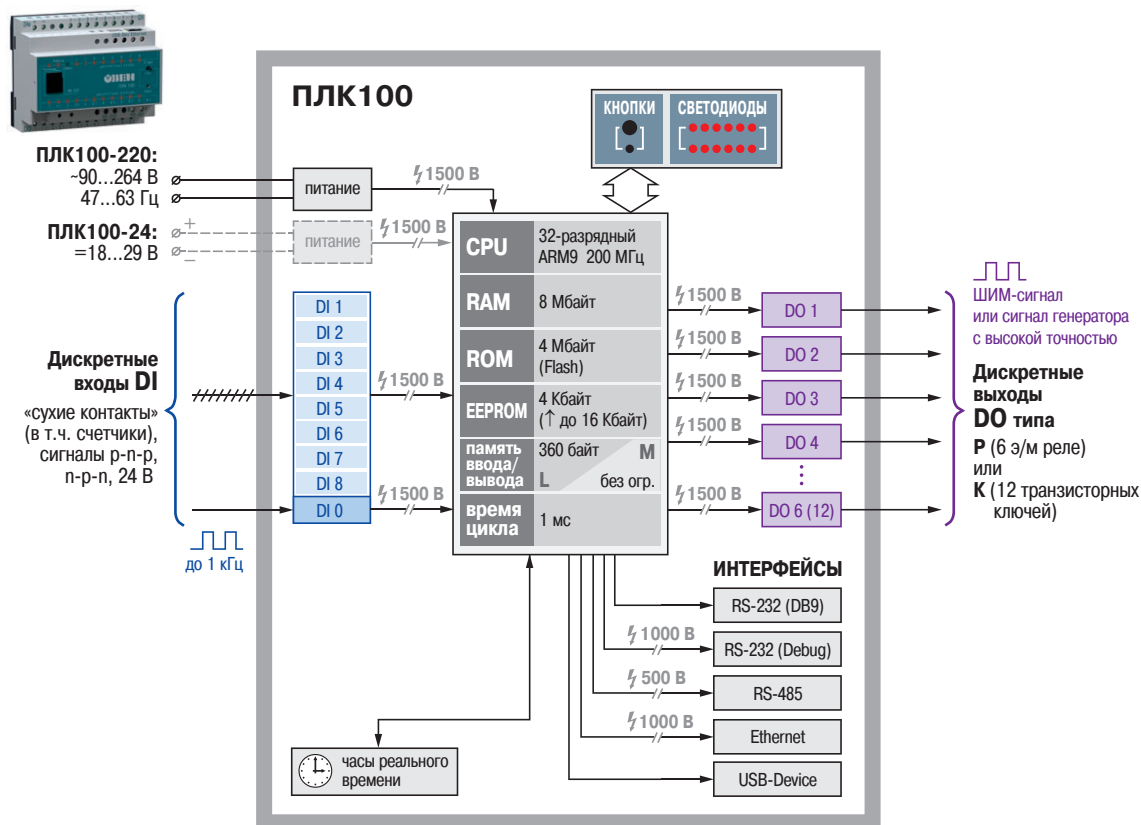 ОВЕН
ПЛК100
КНОПКИ
СВЕТОДИОДЫ
ПЛК100-220:
~90...264 В
47...63 Гц
питание
1500 В
ПЛК100-24:
=18...29 В
+
–
питание
1500 В
CPU
32-разрядный
ARM9 200 МГц
RAM
8 Мбайт
ROM
4 Мбайт
(Flash)
EEPROM
4 Кбайт
(↑ до 16 Кбайт)
память
ввода/
вывода
360 байт
L
M
без огр.
время
цикла
1 мс
Дискретные
входы DI
«сухие контакты»
(в т.ч. счетчики),
сигналы p-n-p,
n-p-n, 24 В
до 1 кГц
DI 1
DI 2
DI 3
DI 4
DI 5
DI 6
DI 7
DI 8
DI 0
1500 В
1500 В
1500 В
DO 1
1500 В
DO 2
1500 В
DO 3
1500 В
DO 4
1500 В
DO 6 (12)
ШИМ-сигнал
или сигнал генератора
с высокой точностью
Дискретные
выходы
DO типа
Р (6 э/м реле)
или
К (12 транзисторных
ключей)
ИНТЕРФЕЙСЫ
RS-232 (DB9)
1000 В
RS-232 (Debug)
500 В
RS-485
1000 В
Ethernet
USB-Device
часы реального
времени